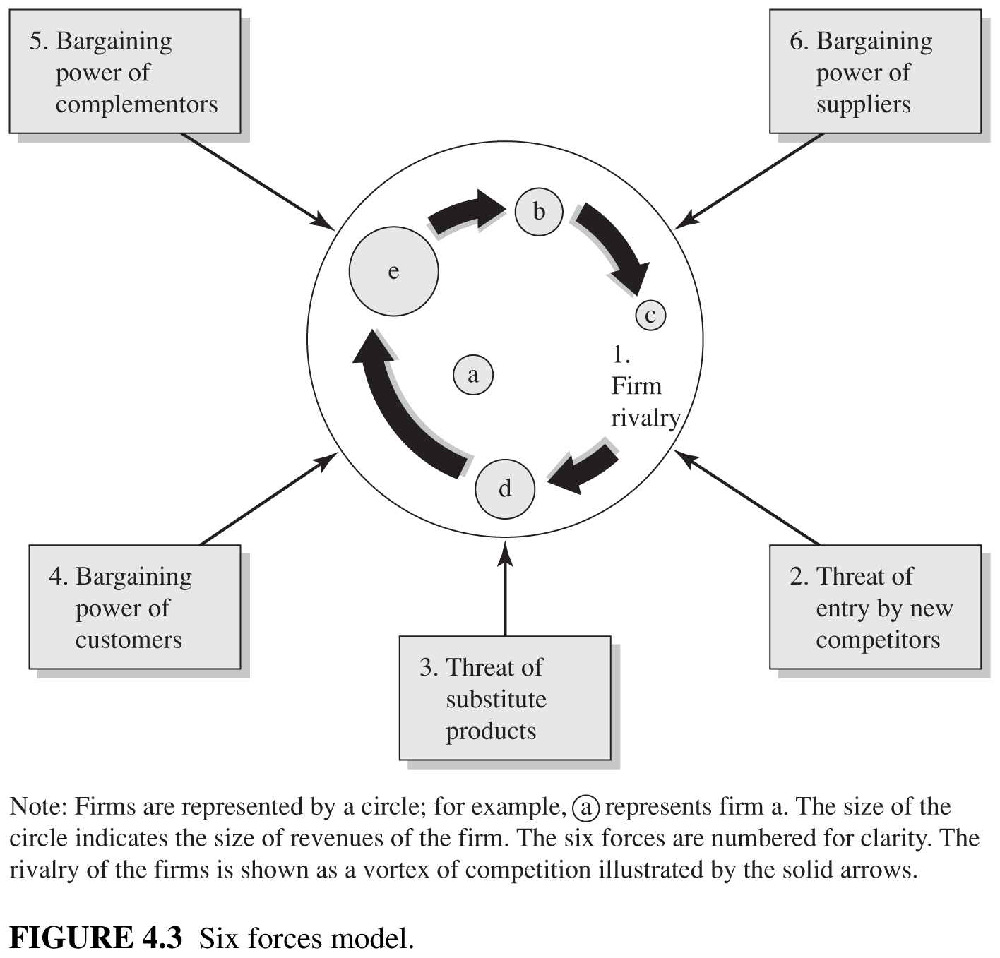 5. Bargaining
power of
complementors
6. Bargaining
power of
suppliers
b
e
c
a
1.
Firm
rivalry
d
4. Bargaining
power of
customers
2. Threat of
entry by new
competitors
3. Threat of
substitute
products
Note: Firms are represented by a circle; for example, a represents firm a. The size of the
circle indicates the size of revenues of the firm. The six forces are numbered for clarity. The
rivalry of the firms is shown as a vortex of competition illustrated by the solid arrows.
FIGURE 4.3 Six forces model.